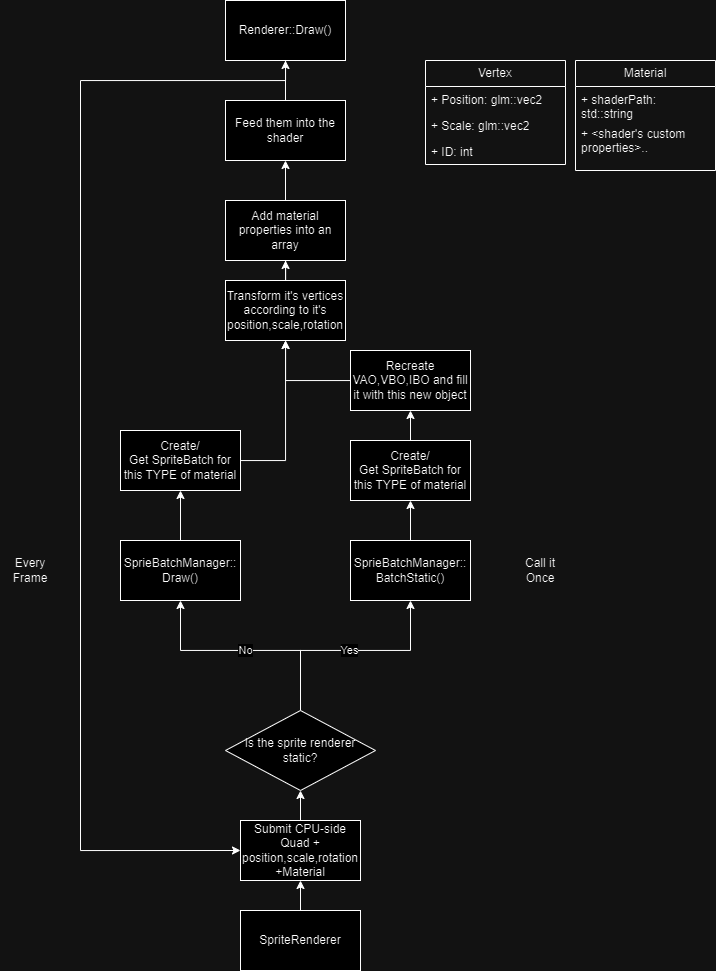 Renderer::Draw()
Feed them into the
shader
Add material
properties into an
array
Transform it's vertices
according to it's
position,scale,rotation
Recreate
VAO,VBO,IBO and fill
it with this new object
Create/
Get SpriteBatch for
this TYPE of material
Create/
Get SpriteBatch for
this TYPE of material
SprieBatchManager::
Draw()
SprieBatchManager::
BatchStatic()
Every
Frame
Call it
Once
No
Yes
Is the sprite renderer
static?
Submit CPU-side
Quad +
position,scale,rotation
+Material
SpriteRenderer
Vertex
+ Position: glm::vec2
+ Scale: glm::vec2
+ ID: int
Material
+ shaderPath:
std::string
+ <shader's custom
properties>..